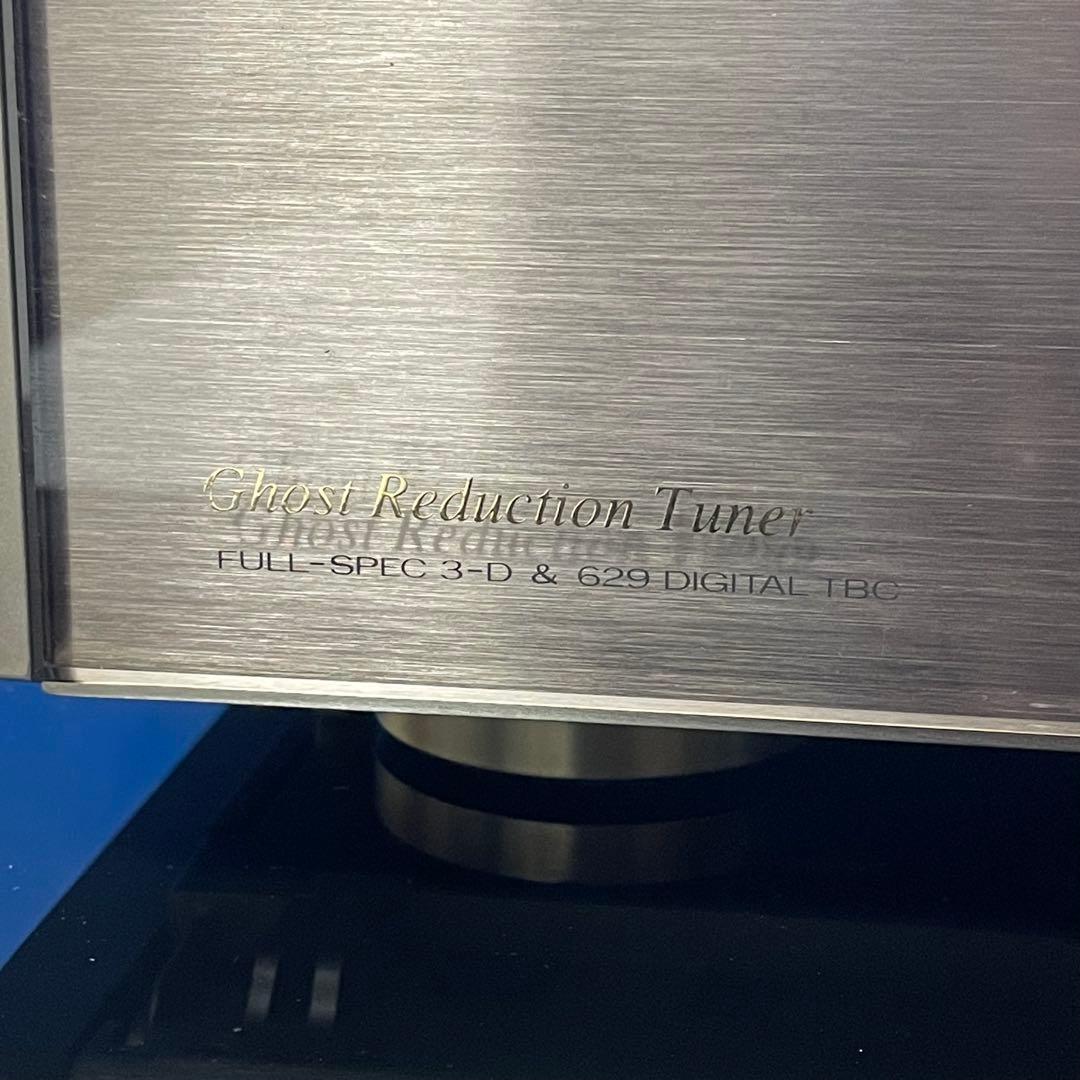 Ghost Reduction Tuner
FULL-SPEC 3-D & 629 DIGITAL TBC